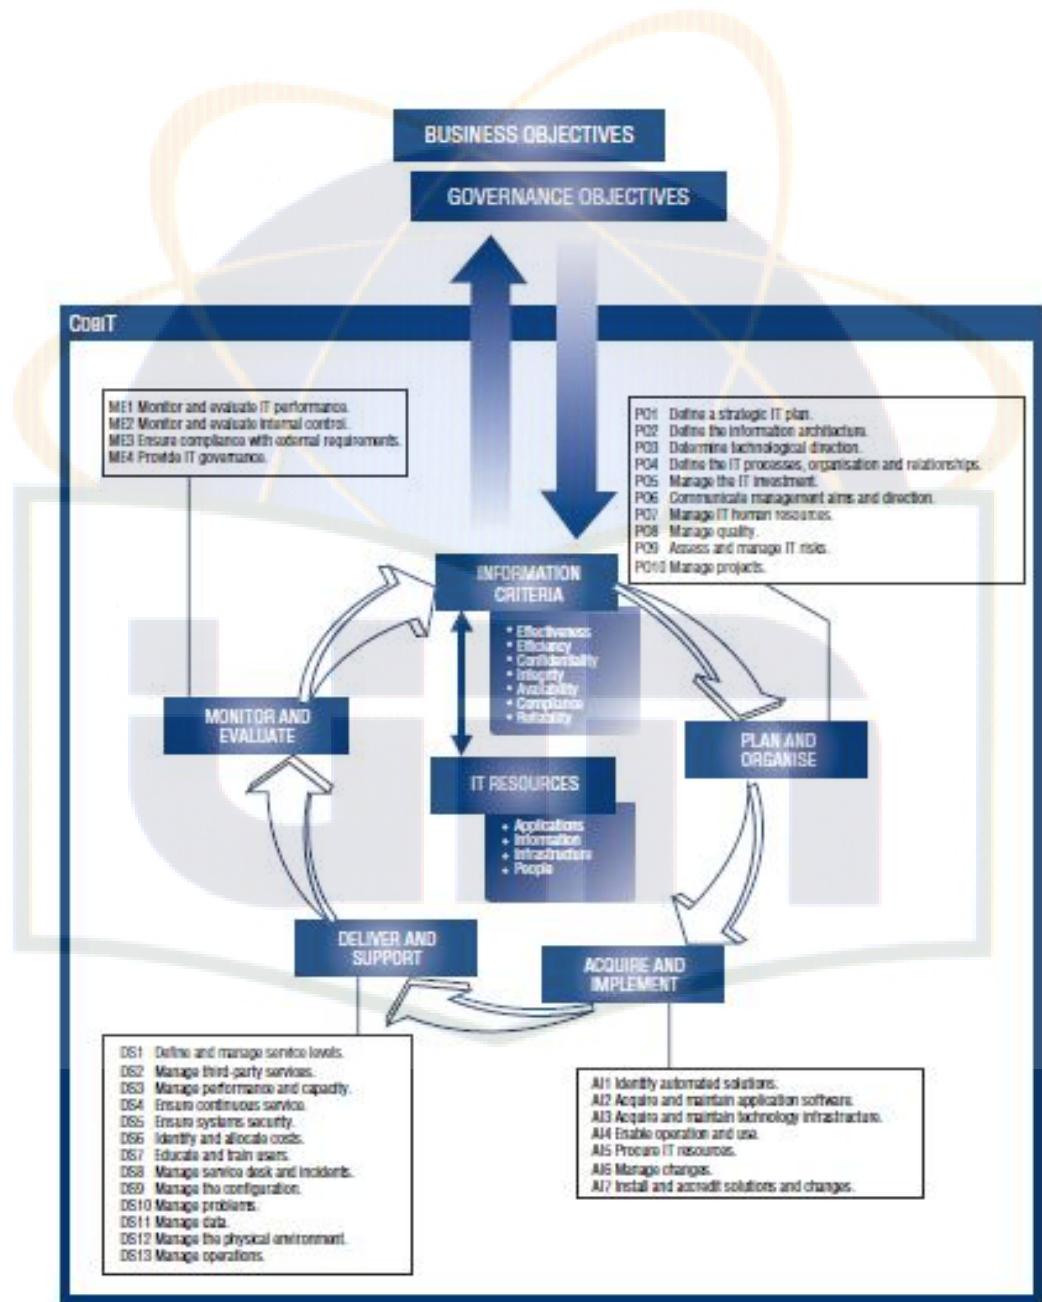 BUSINESS OBJECTIVES
GOVERNANCE OBJECTIVES
COBIT
ME1 Monitor and evaluate IT performance.
ME2 Monitor and evaluate internal control.
ME3 Ensure compliance with external requirements.
ME4 Provide IT governance.
PO1 Define a strategic IT plan.
PO2 Define the information architecture.
PO3 Determine technological direction.
PO4 Define the IT processes, organisation and relationships.
PO5 Manage the IT investment.
PO6 Communicate management aims and direction.
PO7 Manage IT human resources.
PO8 Manage quality.
PO9 Assess and manage IT risks.
PO10 Manage projects.
INFORMATION
CRITERIA
• Effectiveness
• Efficiency
• Confidentiality
• Integrity
• Availability
• Compliance
• Reliability
MONITOR AND
EVALUATE
PLAN AND
ORGANISE
IT RESOURCES
• Applications
• Information
• Infrastructure
• People
DELIVER AND
SUPPORT
ACQUIRE AND
IMPLEMENT
DS1 Define and manage service levels.
DS2 Manage third-party services.
DS3 Manage performance and capacity.
DS4 Ensure continuous service.
DS5 Ensure systems security.
DS6 Identify and allocate costs.
DS7 Educate and train users.
DS8 Manage service desk and incidents.
DS9 Manage the configuration.
DS10 Manage problems.
DS11 Manage data.
DS12 Manage the physical environment.
DS13 Manage operations.
AI1 Identify automated solutions.
AI2 Acquire and maintain application software.
AI3 Acquire and maintain technology infrastructure.
AI4 Enable operation and use.
AI5 Procure IT resources.
AI6 Manage changes.
AI7 Install and accredit solutions and changes.
uin